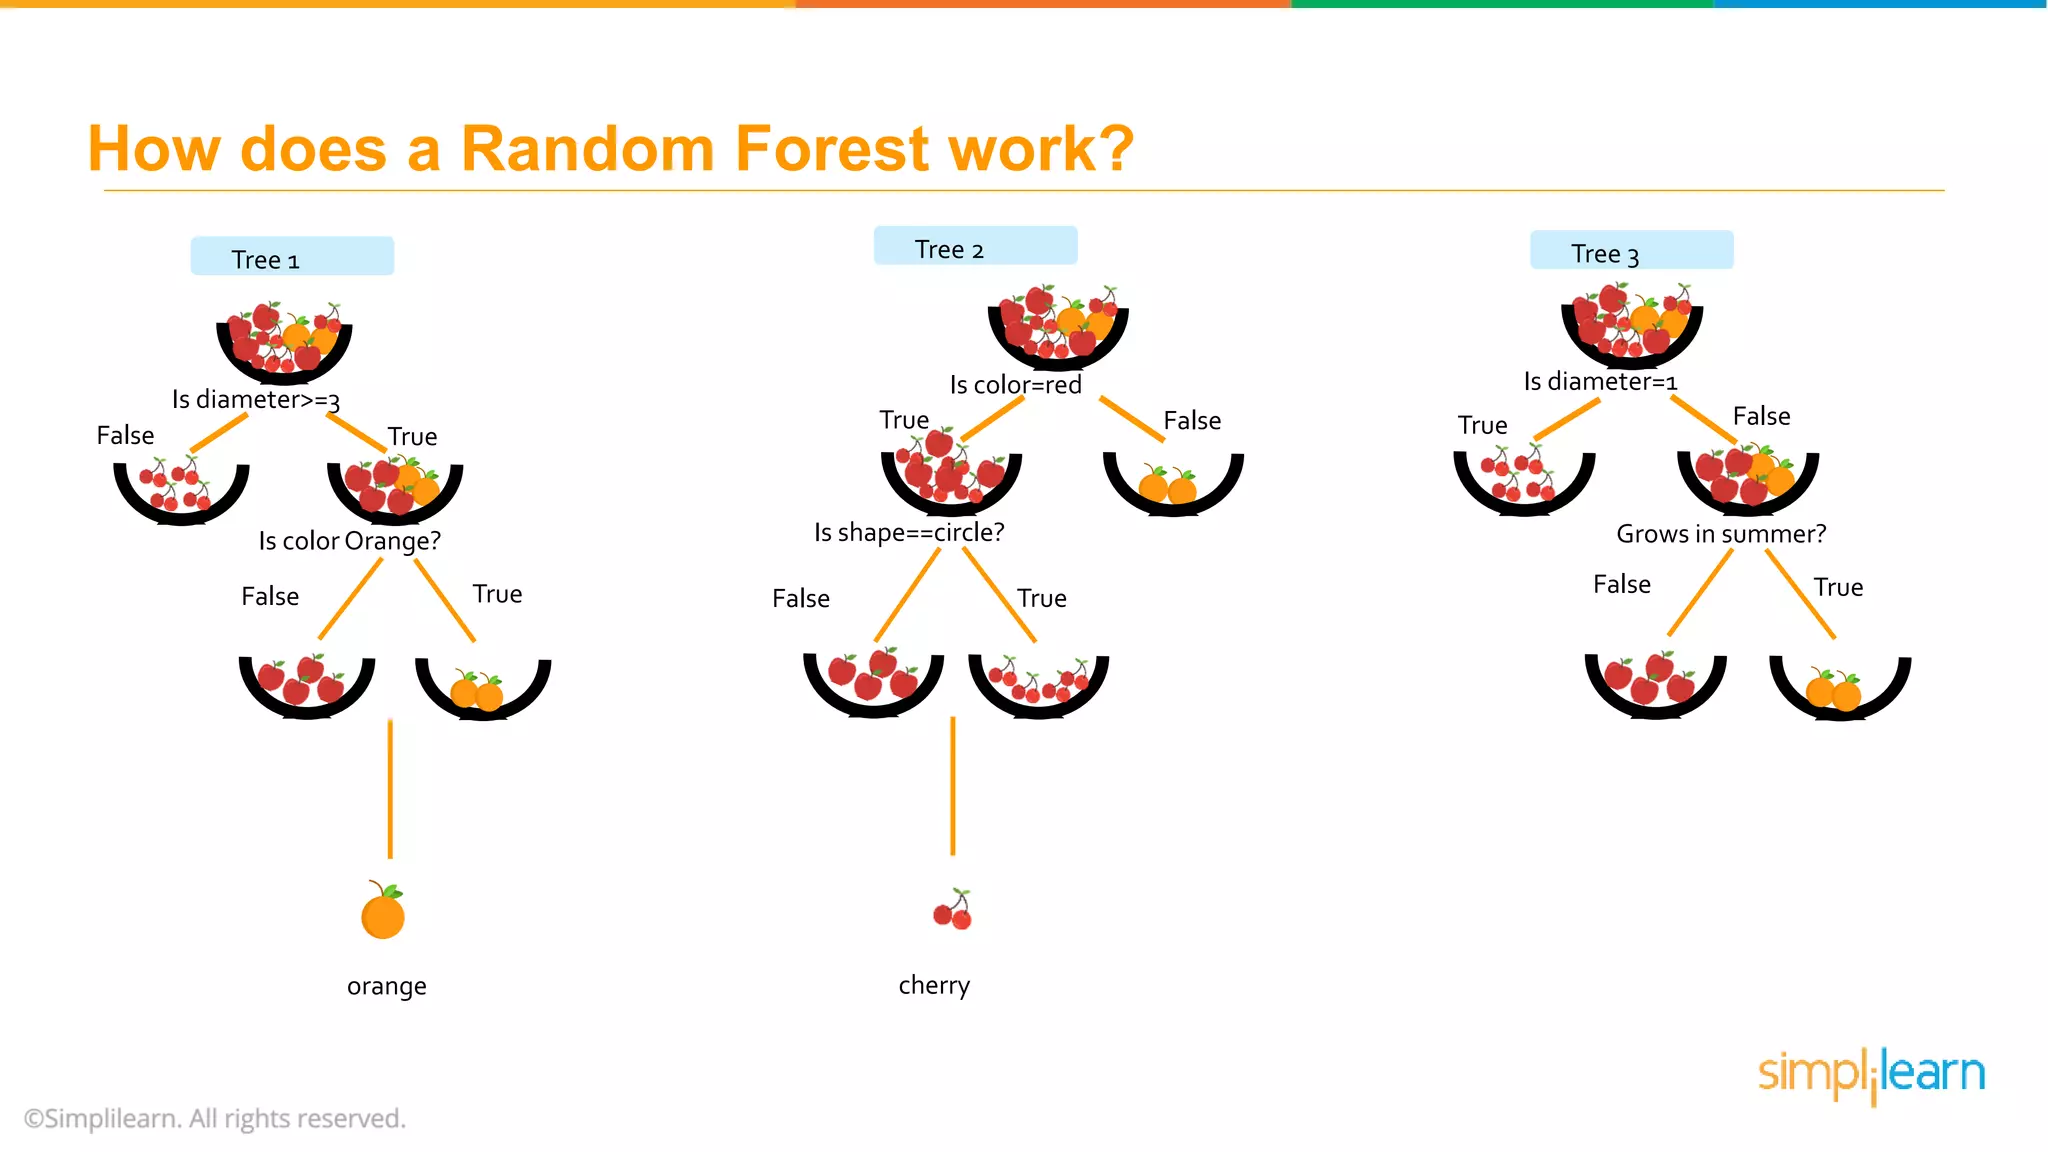 How does a Random Forest work?
Tree 1
Is diameter>=3
False
True
Is color Orange?
False
True
orange
Tree 2
Is color=red
True
False
Is shape==circle?
False
True
cherry
Tree 3
Is diameter=1
True
False
Grows in summer?
False
True
simplilearn
©Simplilearn. All rights reserved.